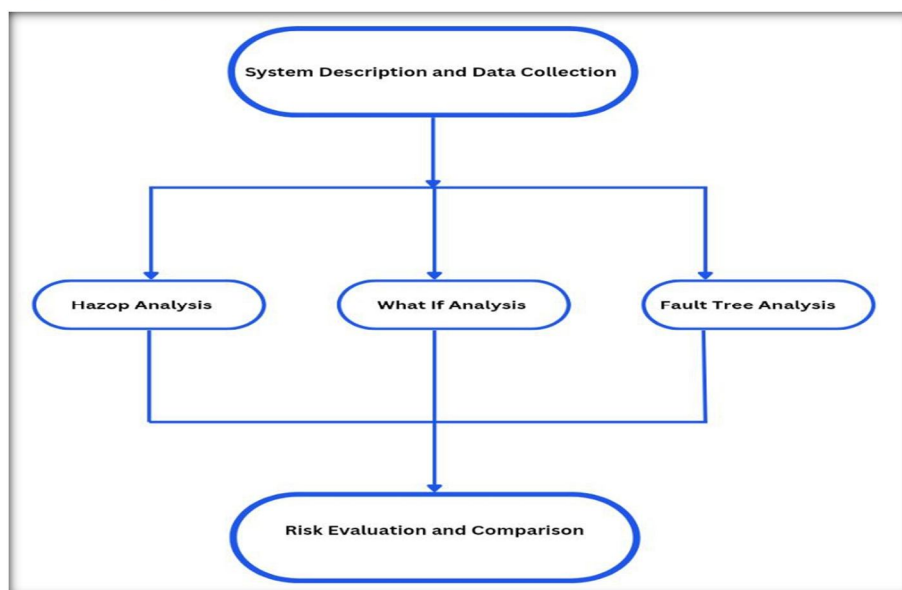 System Description and Data Collection
Hazop Analysis
What If Analysis
Fault Tree Analysis
Risk Evaluation and Comparison